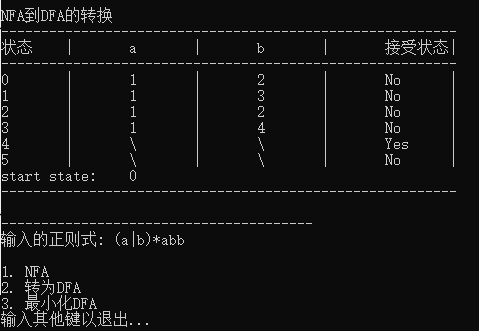 NFA到DFA的转换
------------------------------------------------------------
状态 | a | b | 接受状态|
------------------------------------------------------------
0 | 1 | 2 | No |
1 | 1 | 3 | No |
2 | 1 | 2 | No |
3 | 1 | 4 | No |
4 | \ | \ | Yes |
5 | \ | \ | No |
start state: 0
------------------------------------------------------------
----------------------------------------
输入的正则式: (a|b)*abb
1. NFA
2. 转为DFA
3. 最小化DFA
输入其他键以退出...